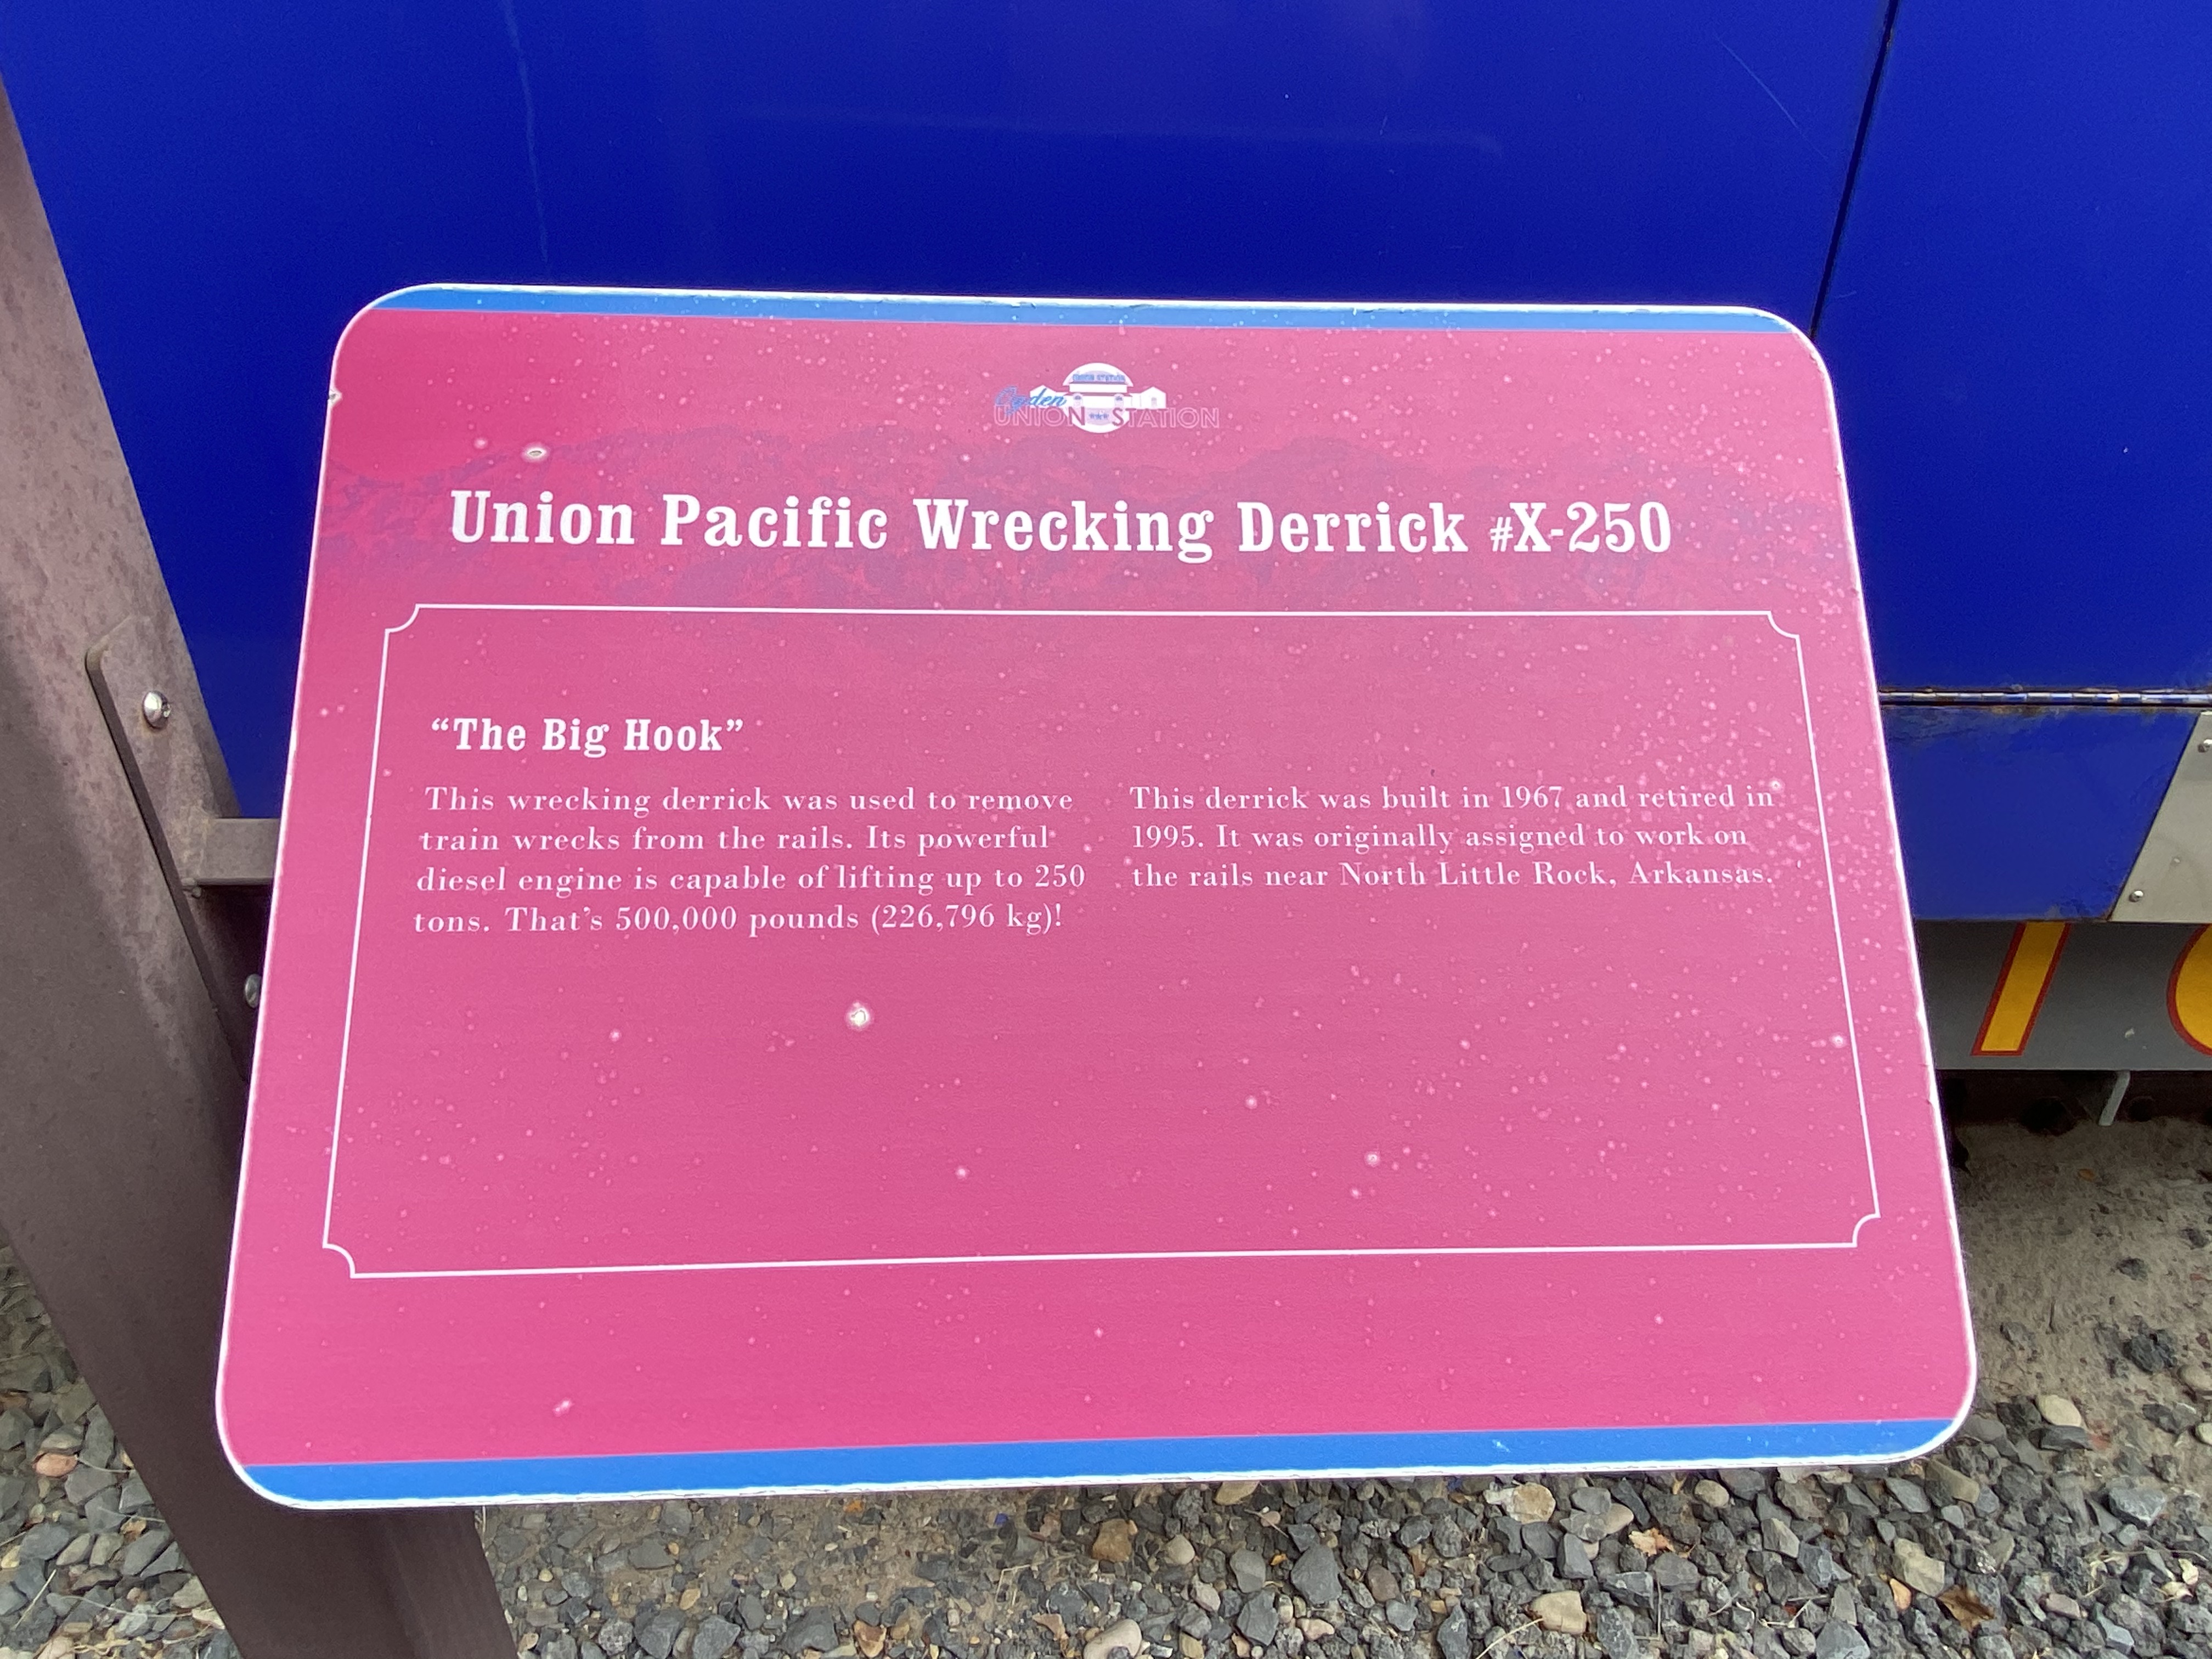 Ogden
UNION STATION
Union Pacific Wrecking Derrick #X-250
“The Big Hook”
This wrecking derrick was used to remove
train wrecks from the rails. Its powerful
diesel engine is capable of lifting up to 250
tons. That’s 500,000 pounds (226,796 kg)!
This derrick was built in 1967 and retired in
1995. It was originally assigned to work on
the rails near North Little Rock, Arkansas.